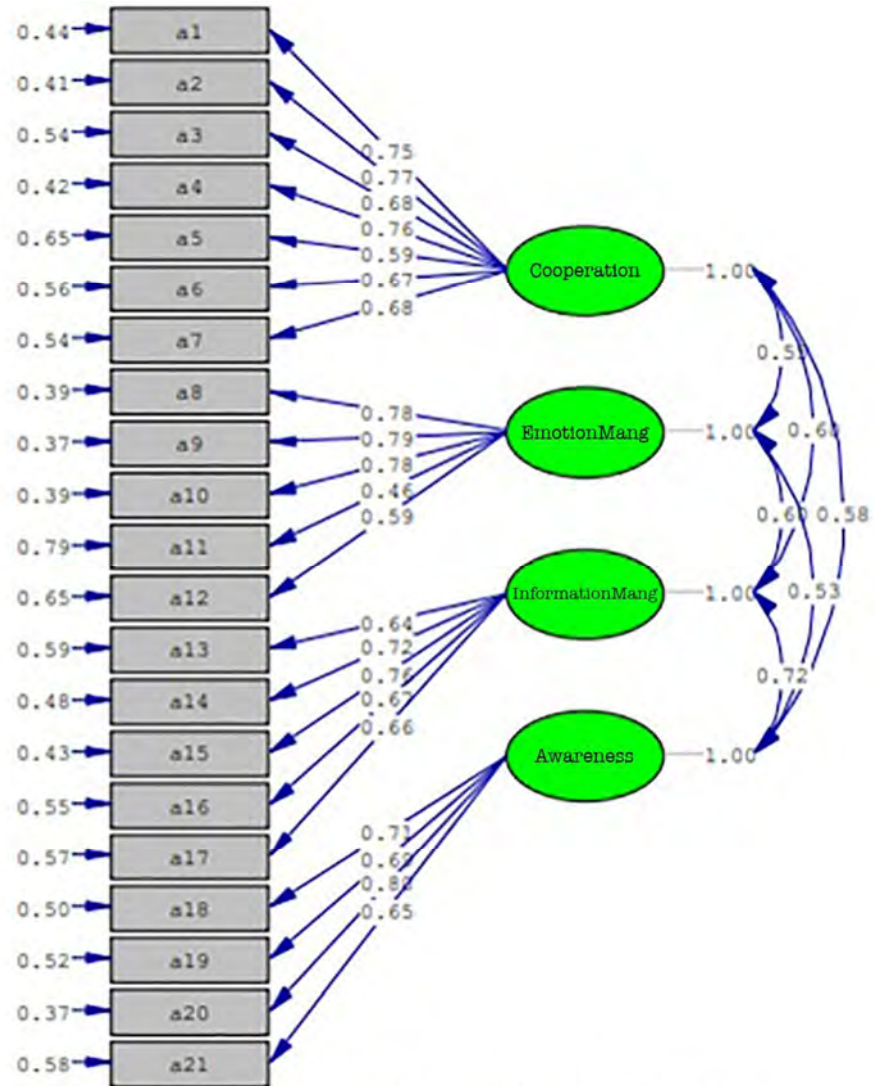 0.44 a1
0.41 a2
0.54 a3
0.42 a4
0.65 a5
0.56 a6
0.54 a7
0.39 a8
0.37 a9
0.39 a10
0.79 a11
0.65 a12
0.59 a13
0.48 a14
0.43 a15
0.55 a16
0.57 a17
0.50 a18
0.52 a19
0.37 a20
0.58 a21
0.75
0.77
0.68
0.76
0.59
0.67
0.68
0.78
0.79
0.78
0.46
0.59
0.64
0.72
0.76
0.67
0.66
0.71
0.69
0.65
Cooperation 1.00
EmotionMang 1.00
InformationMang 1.00
Awareness 1.00
0.58
0.53
0.72